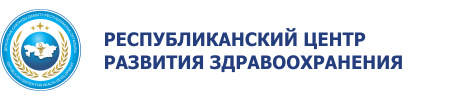 РЕСПУБЛИКАНСКИЙ ЦЕНТР
РАЗВИТИЯ ЗДРАВООХРАНЕНИЯ